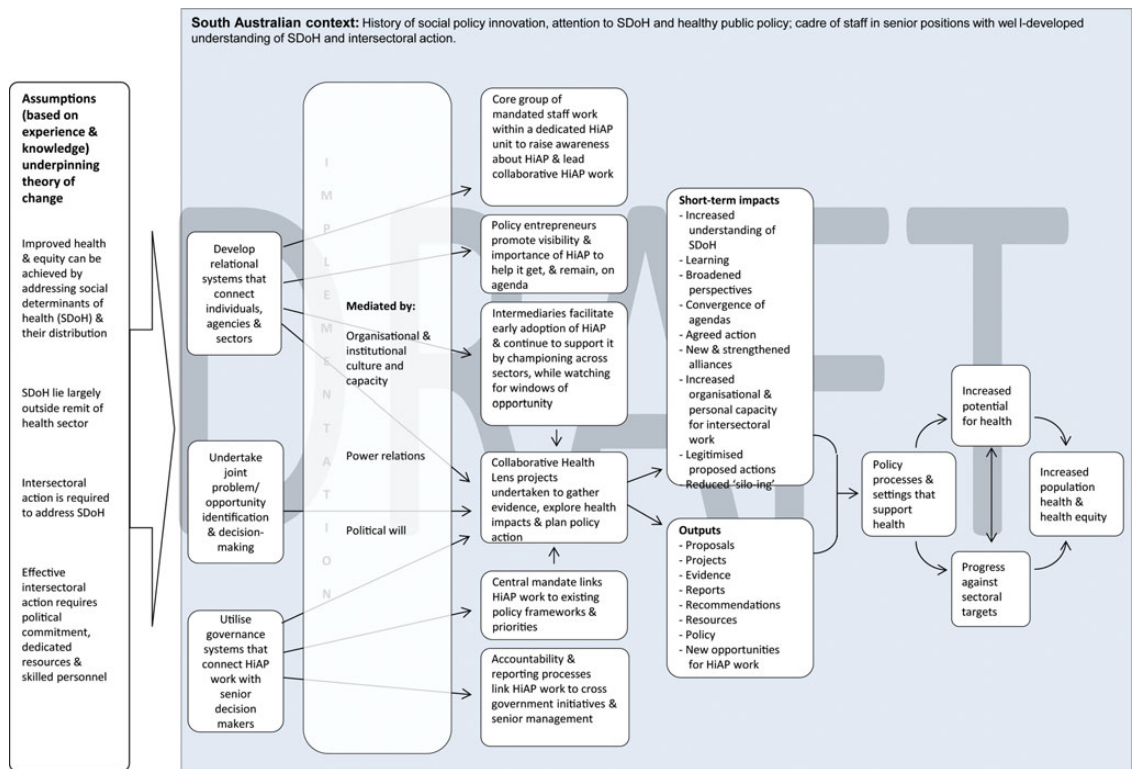 South Australian context: History of social policy innovation, attention to SDoH and healthy public policy; cadre of staff in senior positions with wel l-developed
understanding of SDoH and intersectoral action.
Assumptions
(based on
experience &
knowledge)
underpinning
theory of
change
Improved health
& equity can be
achieved by
addressing social
determinants of
health (SDoH) &
their distribution
SDoH lie largely
outside remit of
health sector
Intersectoral
action is required
to address SDoH
Effective
intersectoral
action requires
political
commitment,
dedicated
resources &
skilled personnel
Develop
relational
systems that
connect
individuals,
agencies &
sectors
Undertake
joint
problem/
opportunity
identification
& decision-
making
Utilise
governance
systems that
connect HiAP
work with
senior
decision
makers
IMPLEMENTATION
Mediated by:
Organisational &
institutional
culture and
capacity
Power relations
Political will
Core group of
mandated staff work
within a dedicated HiAP
unit to raise awareness
about HiAP & lead
collaborative HiAP work
Policy entrepreneurs
promote visibility &
importance of HiAP to
help it get, & remain, on
agenda
Intermediaries facilitate
early adoption of HiAP
& continue to support it
by championing across
sectors, while watching
for windows of
opportunity
Collaborative Health
Lens projects
undertaken to gather
evidence, explore health
impacts & plan policy
action
Central mandate links
HiAP work to existing
policy frameworks &
priorities
Accountability &
reporting processes
link HiAP work to cross
government initiatives &
senior management
Short-term impacts
- Increased
understanding of
SDoH
- Learning
- Broadened
perspectives
- Convergence of
agendas
- Agreed action
- New & strengthened
alliances
- Increased
organisational &
personal capacity
for intersectoral
work
- Legitimised
proposed actions
- Reduced ‘silo-ing’
Outputs
- Proposals
- Projects
- Evidence
- Reports
- Recommendations
- Resources
- Policy
- New opportunities
for HiAP work
Policy
processes &
settings that
support
health
Increased
potential
for health
Progress
against
sectoral
targets
Increased
population
health &
health equity
DRAFT